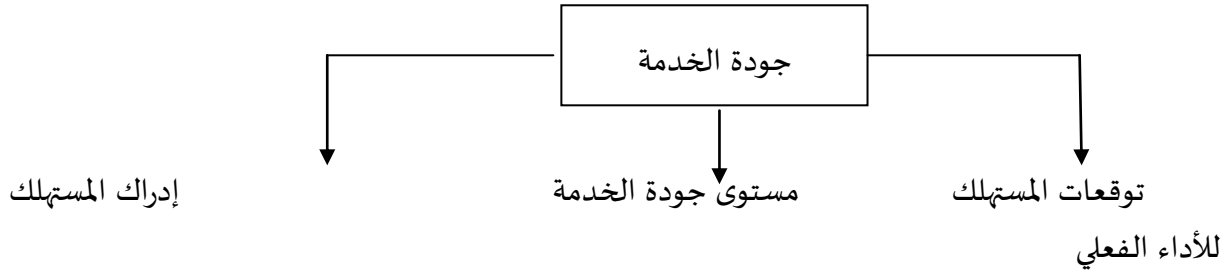 جودة الخدمة
توقعات المستهلك مستوى جودة الخدمة إدراك المستهلك
للأداء الفعلي